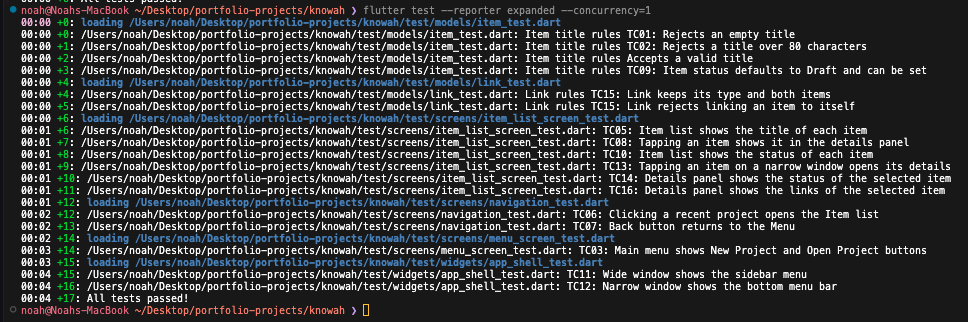 00:00 +6: All tests passed!
noah@Noahs-MacBook ~/Desktop/portfolio-projects/knowah ❯ flutter test --reporter expanded --concurrency=1
00:00 +0: loading /Users/noah/Desktop/portfolio-projects/knowah/test/models/item_test.dart
00:00 +0: /Users/noah/Desktop/portfolio-projects/knowah/test/models/item_test.dart: Item title rules TC01: Rejects an empty title
00:00 +1: /Users/noah/Desktop/portfolio-projects/knowah/test/models/item_test.dart: Item title rules TC02: Rejects a title over 80 characters
00:00 +2: /Users/noah/Desktop/portfolio-projects/knowah/test/models/item_test.dart: Item title rules Accepts a valid title
00:00 +3: /Users/noah/Desktop/portfolio-projects/knowah/test/models/item_test.dart: Item title rules TC09: Item status defaults to Draft and can be set
00:00 +4: loading /Users/noah/Desktop/portfolio-projects/knowah/test/models/link_test.dart
00:00 +4: /Users/noah/Desktop/portfolio-projects/knowah/test/models/link_test.dart: Link rules TC15: Link keeps its type and both items
00:00 +5: /Users/noah/Desktop/portfolio-projects/knowah/test/models/link_test.dart: Link rules TC15: Link rejects linking an item to itself
00:00 +6: loading /Users/noah/Desktop/portfolio-projects/knowah/test/screens/item_list_screen_test.dart
00:01 +6: /Users/noah/Desktop/portfolio-projects/knowah/test/screens/item_list_screen_test.dart: TC05: Item list shows the title of each item
00:01 +7: /Users/noah/Desktop/portfolio-projects/knowah/test/screens/item_list_screen_test.dart: TC08: Tapping an item shows it in the details panel
00:01 +8: /Users/noah/Desktop/portfolio-projects/knowah/test/screens/item_list_screen_test.dart: TC10: Item list shows the status of each item
00:01 +9: /Users/noah/Desktop/portfolio-projects/knowah/test/screens/item_list_screen_test.dart: TC13: Tapping an item on a narrow window opens its details
00:01 +10: /Users/noah/Desktop/portfolio-projects/knowah/test/screens/item_list_screen_test.dart: TC14: Details panel shows the status of the selected item
00:01 +11: /Users/noah/Desktop/portfolio-projects/knowah/test/screens/item_list_screen_test.dart: TC16: Details panel shows the links of the selected item
00:01 +12: loading /Users/noah/Desktop/portfolio-projects/knowah/test/screens/navigation_test.dart
00:02 +12: /Users/noah/Desktop/portfolio-projects/knowah/test/screens/navigation_test.dart: TC06: Clicking a recent project opens the Item list
00:02 +13: /Users/noah/Desktop/portfolio-projects/knowah/test/screens/navigation_test.dart: TC07: Back button returns to the Menu
00:02 +14: loading /Users/noah/Desktop/portfolio-projects/knowah/test/screens/menu_screen_test.dart
00:03 +14: /Users/noah/Desktop/portfolio-projects/knowah/test/screens/menu_screen_test.dart: TC03: Main menu shows New Project and Open Project buttons
00:03 +15: loading /Users/noah/Desktop/portfolio-projects/knowah/test/widgets/app_shell_test.dart
00:04 +15: /Users/noah/Desktop/portfolio-projects/knowah/test/widgets/app_shell_test.dart: TC11: Wide window shows the sidebar menu
00:04 +16: /Users/noah/Desktop/portfolio-projects/knowah/test/widgets/app_shell_test.dart: TC12: Narrow window shows the bottom menu bar
00:04 +17: All tests passed!
noah@Noahs-MacBook ~/Desktop/portfolio-projects/knowah ❯